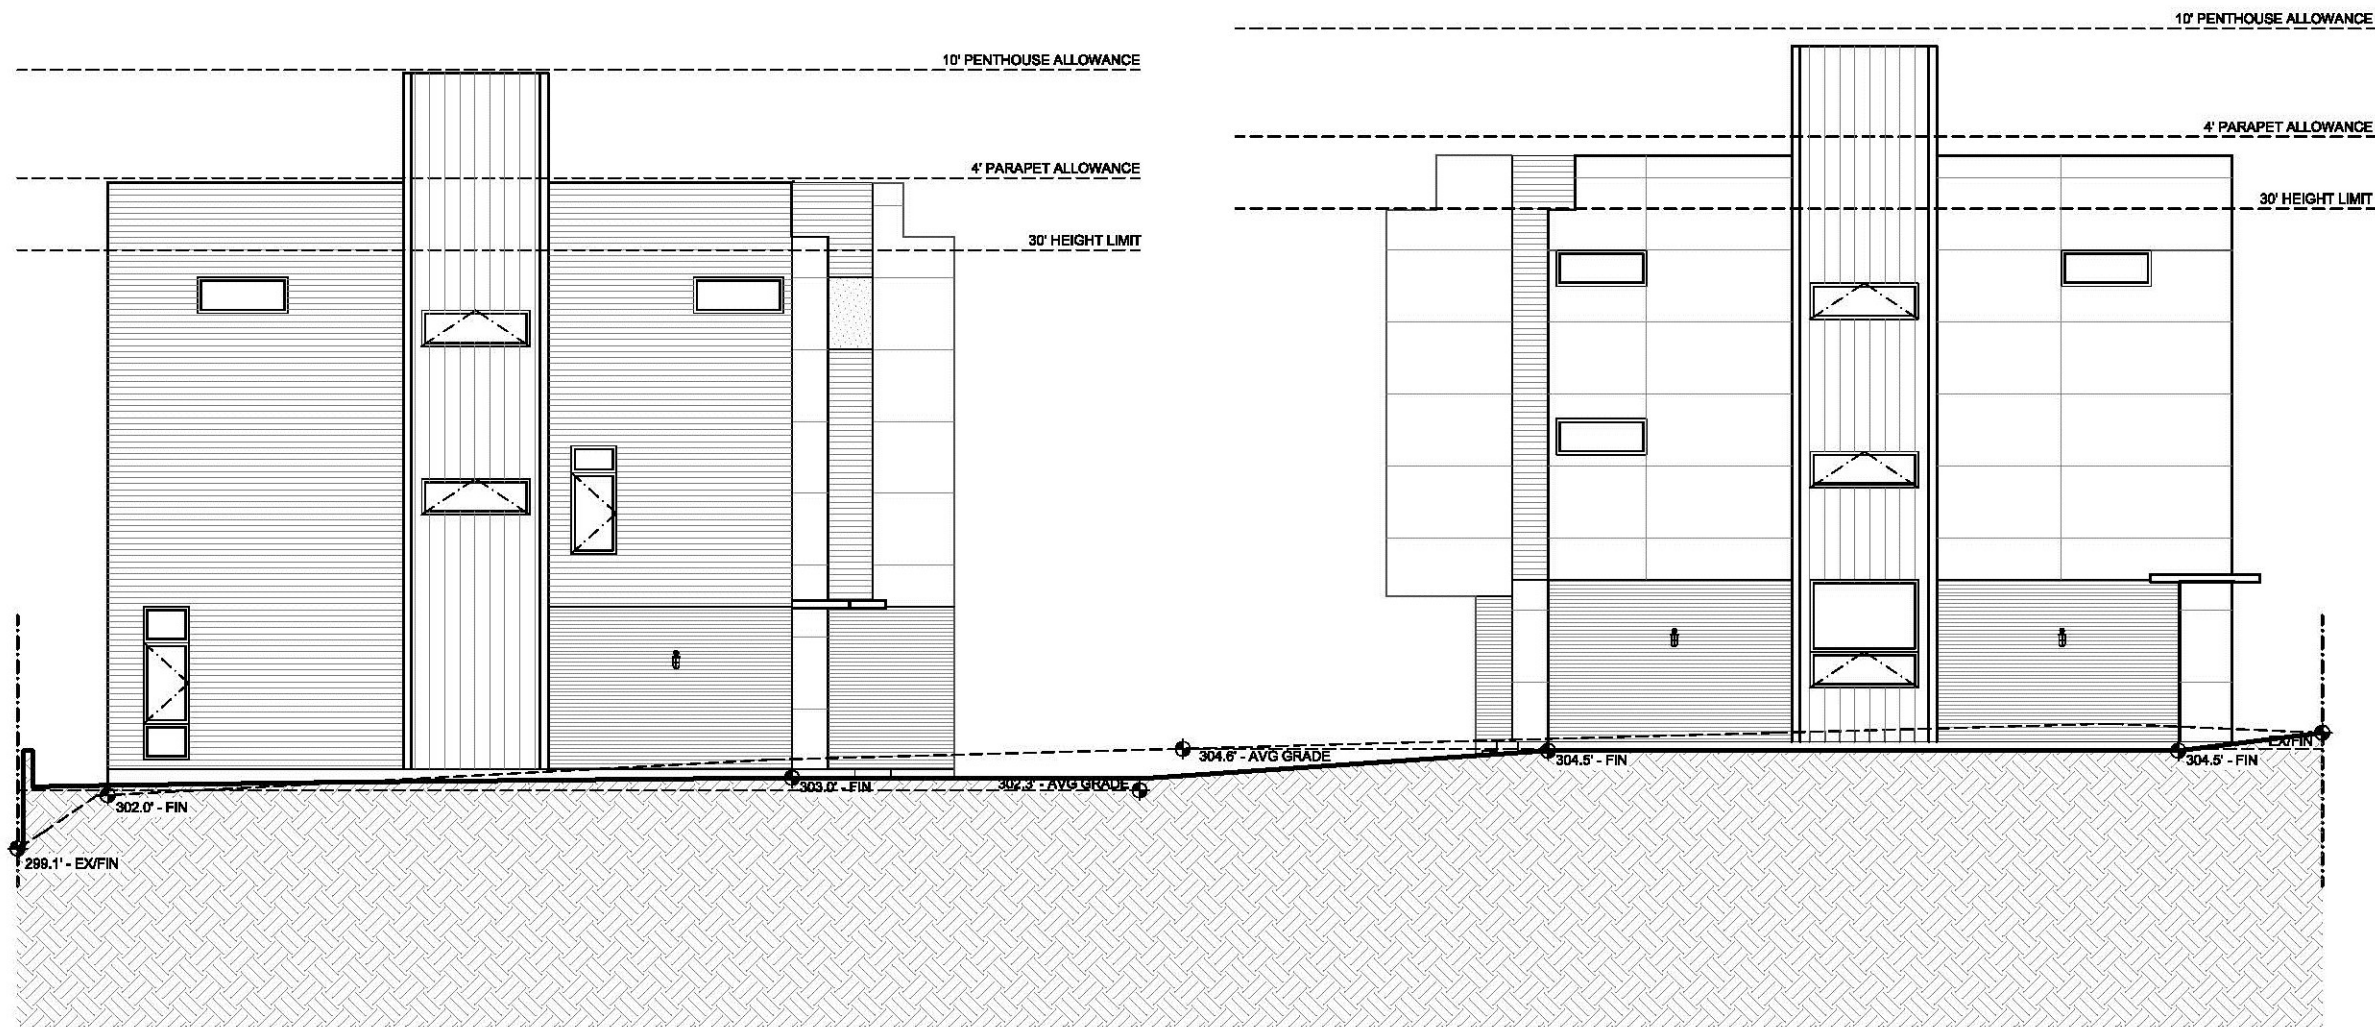 10' PENTHOUSE ALLOWANCE
4' PARAPET ALLOWANCE
30' HEIGHT LIMIT
302.0' - FIN
303.0' - FIN
302.3' - AVG GRADE
299.1' - EX/FIN
10' PENTHOUSE ALLOWANCE
4' PARAPET ALLOWANCE
30' HEIGHT LIMIT
304.6' - AVG GRADE
304.5' - FIN
304.5' - FIN
EX/FIN